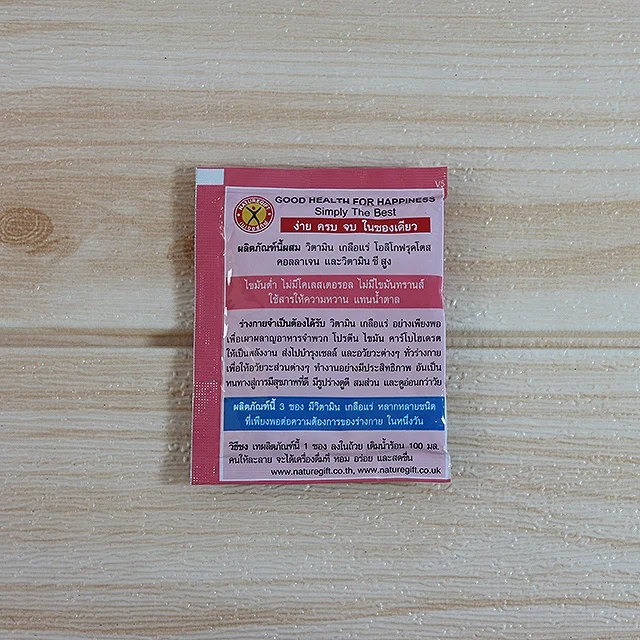 V5
GOOD HEALTH FOR HAPPINESS
Simply The Best
NATURE GIFT
ง่าย ครบ จบ ในซองเดียว
ผลิตภัณฑ์นี้ผสม วิตามิน เกลือแร่ โอลิโกฟรุคโตส
คอลลาเจน และวิตามิน ซี สูง
ไขมันต่ำ ไม่มีโคเลสเตอรอล ไม่มีไขมันทรานส์
ใช้สารให้ความหวาน แทนน้ำตาล
ร่างกายจำเป็นต้องได้รับ วิตามิน เกลือแร่ อย่างเพียงพอ
เพื่อเผาผลาญอาหารจำพวก โปรตีน ไขมัน คาร์โบไฮเดรต
ให้เป็นพลังงาน ส่งไปบำรุงเซลล์ และอวัยวะต่างๆ ทั่วร่างกาย
เพื่อให้อวัยวะส่วนต่างๆ ทำงานอย่างมีประสิทธิภาพ อันเป็น
หนทางสู่การมีสุขภาพที่ดี มีรูปร่างดูดี สมส่วน และดูอ่อนกว่าวัย
ผลิตภัณฑ์นี้ 3 ซอง มีวิตามิน เกลือแร่ หลากหลายชนิด
ที่เพียงพอต่อความต้องการของร่างกาย ในหนึ่งวัน
วิธีชง เทผลิตภัณฑ์นี้ 1 ซอง ลงในถ้วย เติมน้ำร้อน 100 มล.
คนให้ละลาย จะได้เครื่องดื่มที่ หอม อร่อย และสดชื่น
www.naturegift.co.th, www.naturegift.co.uk